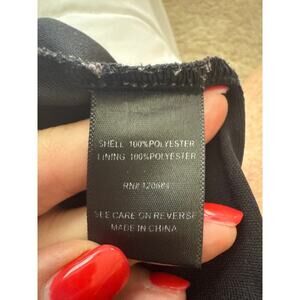 SHELL 100%POLYESTER
LINING 100%POLYESTER
SEE CARE ON REVERSE
MADE IN CHINA